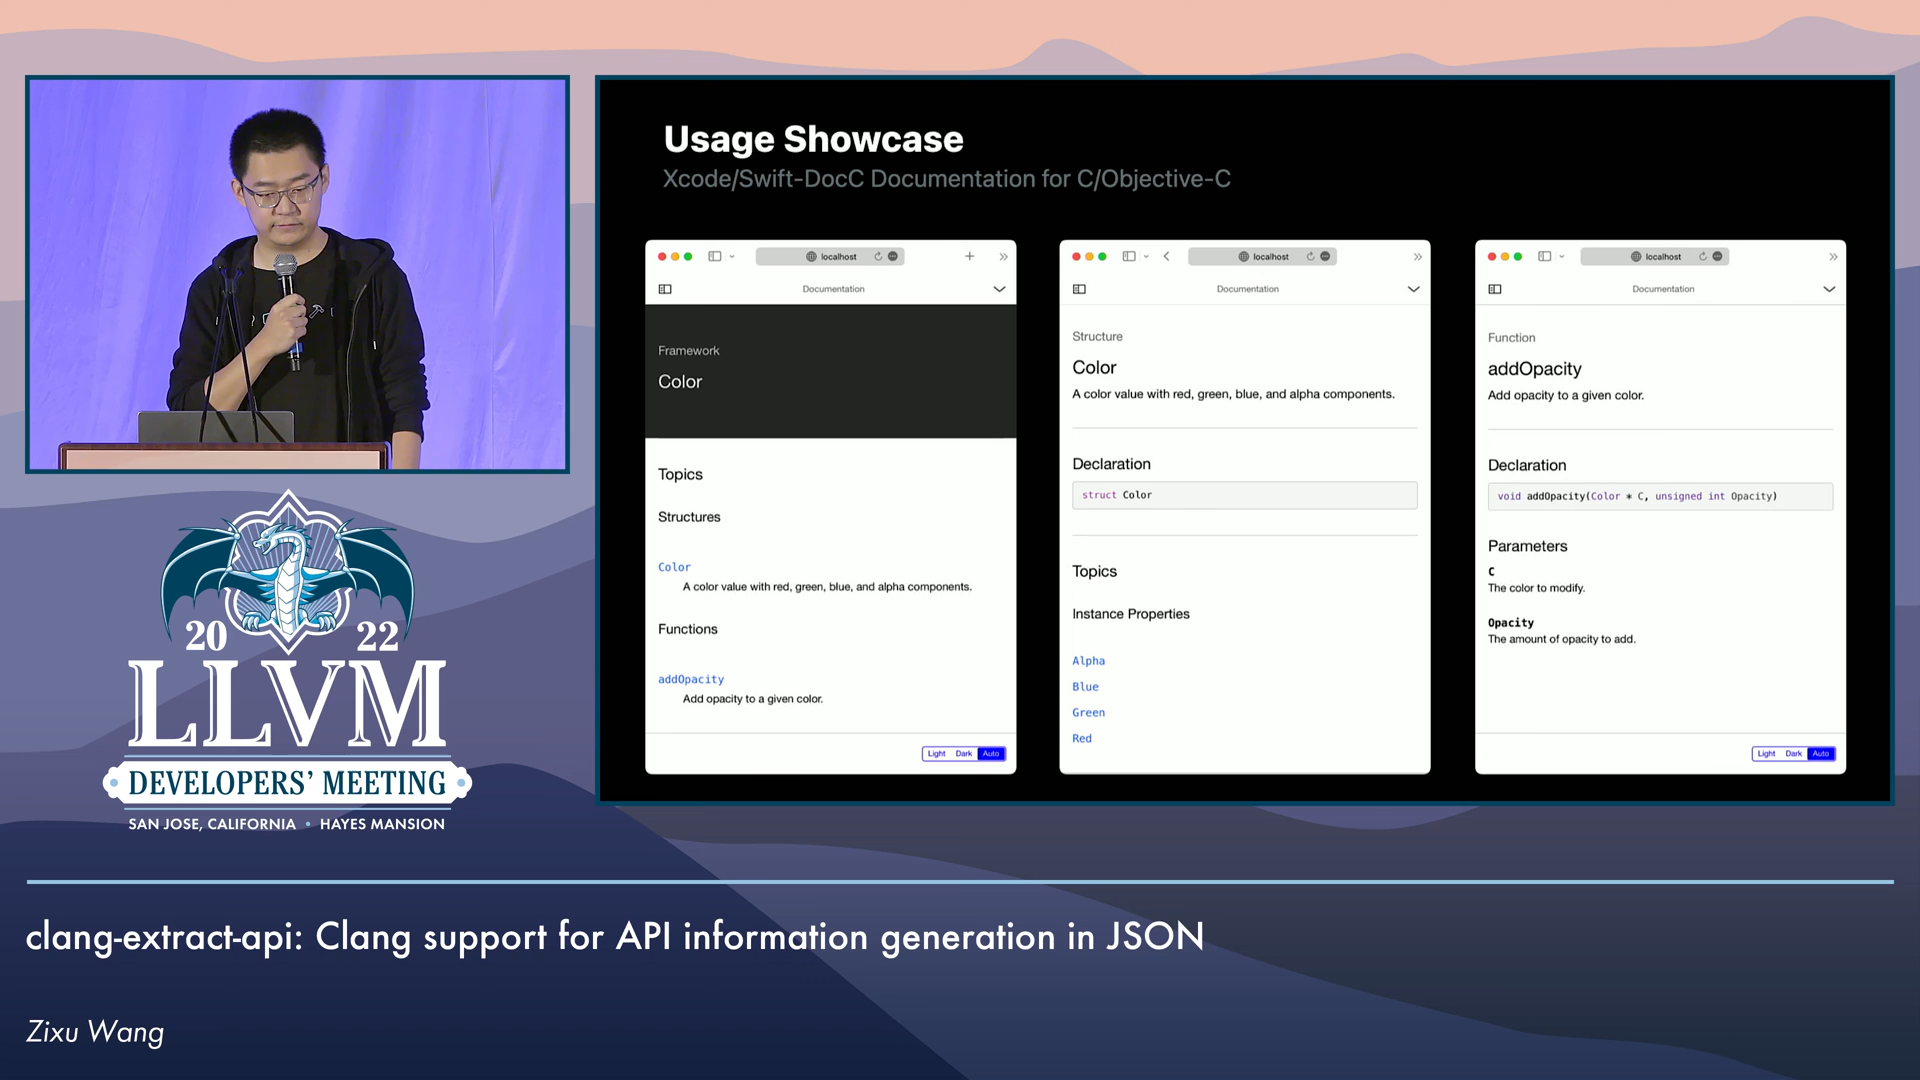 Usage Showcase
Xcode/Swift-DocC Documentation for C/Objective-C
localhost
Documentation
Framework
Color
Topics
Structures
Color
A color value with red, green, blue, and alpha components.
Functions
addOpacity
Add opacity to a given color.
Light Dark Auto
localhost
Documentation
Structure
Color
A color value with red, green, blue, and alpha components.
Declaration
struct Color
Topics
Instance Properties
Alpha
Blue
Green
Red
localhost
Documentation
Function
addOpacity
Add opacity to a given color.
Declaration
void addOpacity(Color * C, unsigned int Opacity)
Parameters
C
The color to modify.
Opacity
The amount of opacity to add.
Light Dark Auto
20 22
LLVM
DEVELOPERS' MEETING
SAN JOSE, CALIFORNIA • HAYES MANSION
clang-extract-api: Clang support for API information generation in JSON
Zixu Wang